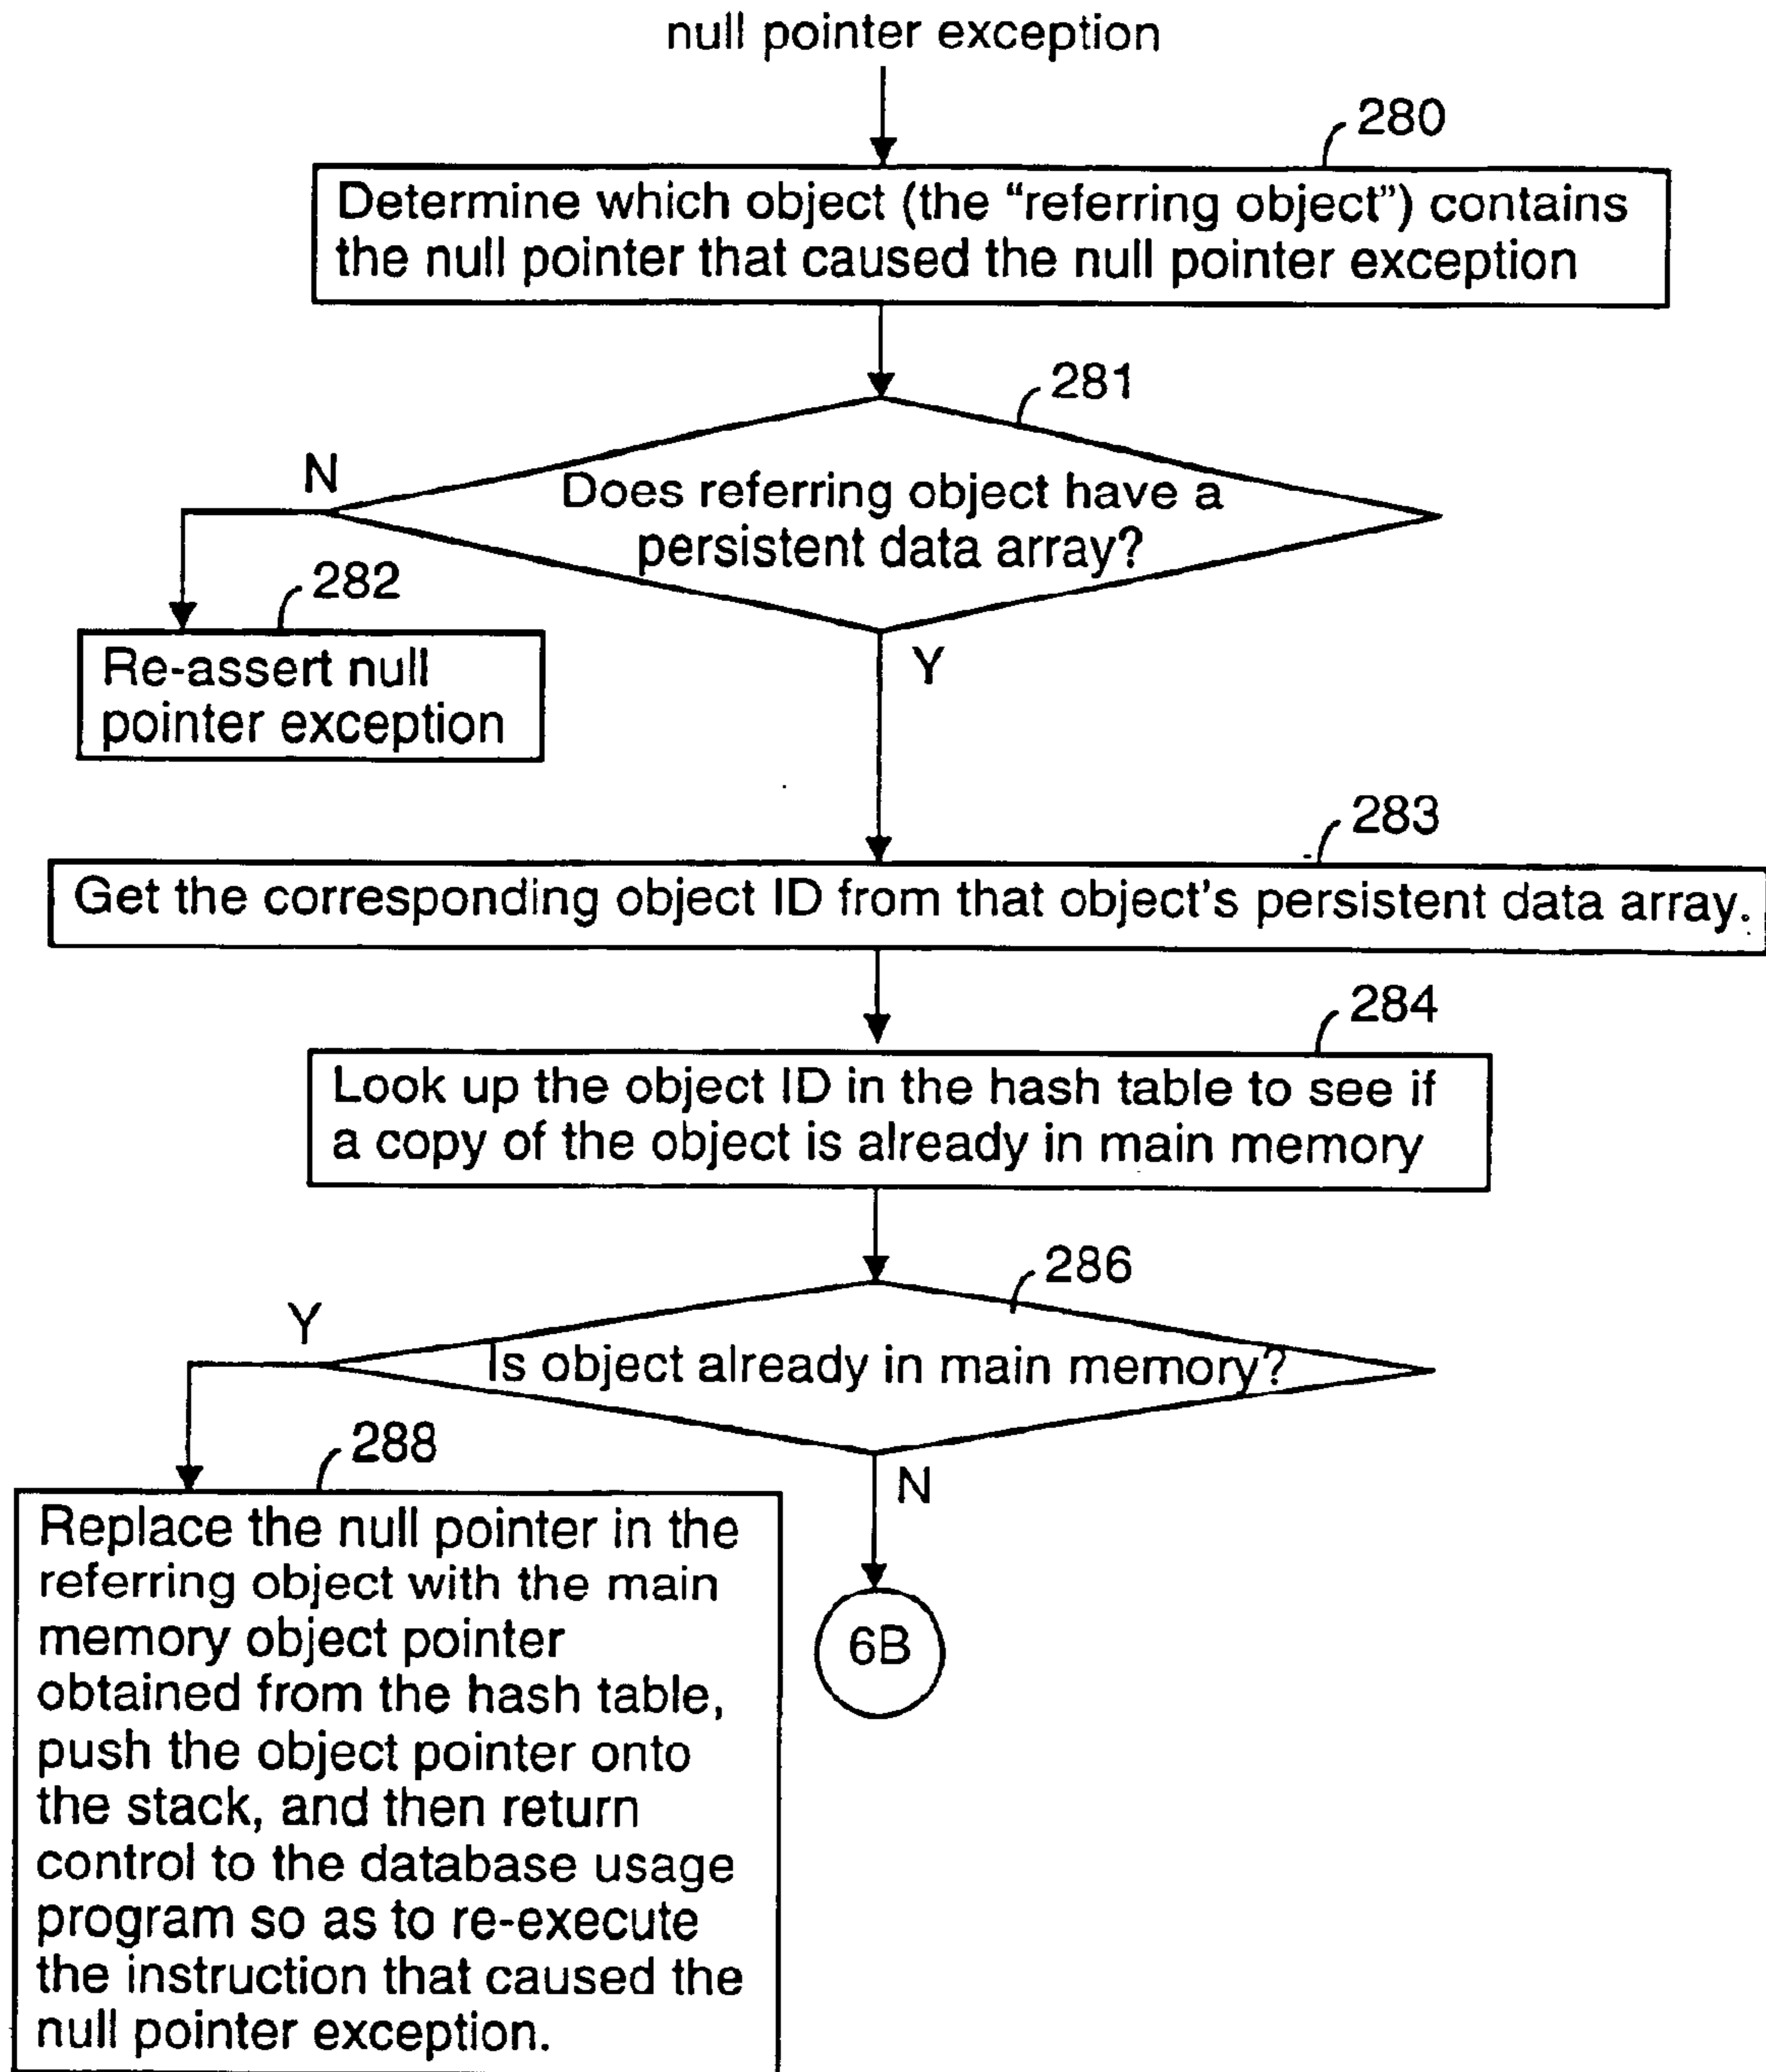 null pointer exception
280
Determine which object (the “referring object”) contains
the null pointer that caused the null pointer exception
281
N
Does referring object have a
persistent data array?
282
Re-assert null
pointer exception
Y
283
Get the corresponding object ID from that object's persistent data array.
284
Look up the object ID in the hash table to see if
a copy of the object is already in main memory
286
Y
Is object already in main memory?
288
N
Replace the null pointer in the
referring object with the main
memory object pointer
obtained from the hash table,
push the object pointer onto
the stack, and then return
control to the database usage
program so as to re-execute
the instruction that caused the
null pointer exception.
6B